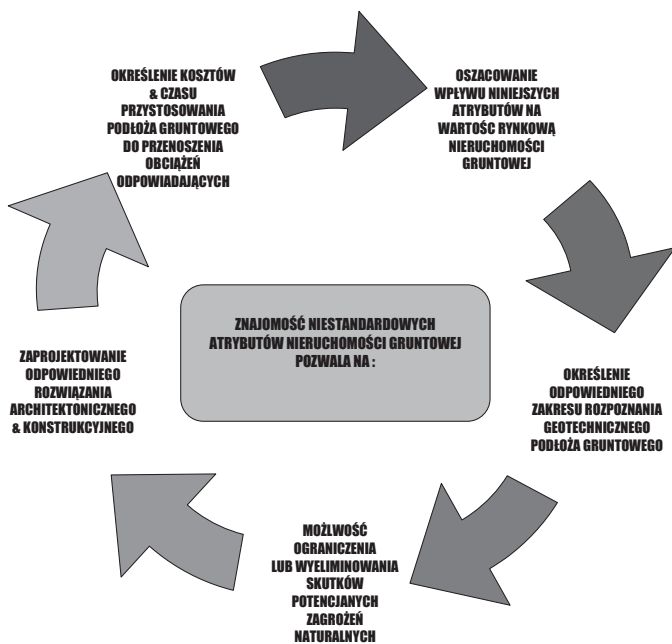 OKREŚLENIE KOSZTÓW
& CZASU
PRZYSTOSOWANIA
PODŁOŻA GRUNTOWEGO
DO PRZENOSZENIA
OBCIĄŻEŃ
ODPOWIADAJĄCYCH
OSZACOWANIE
WPŁYWU NINIEJSZYCH
ATRYBUTÓW NA
WARTOŚC RYNKOWĄ
NIERUCHOMOŚCI
GRUNTOWEJ
ZNAJOMOŚĆ NIESTANDARDOWYCH
ATRYBUTÓW NIERUCHOMOŚCI GRUNTOWEJ
POZWALA NA :
OKREŚLENIE
ODPOWIEDNIEGO
ZAKRESU ROZPOZNANIA
GEOTECHNICZNEGO
PODŁOŻA GRUNTOWEGO
MOŻLWOŚĆ
OGRANICZENIA
LUB WYELIMINOWANIA
SKUTKÓW
POTENCJANYCH
ZAGROŻEŃ
NATURALNYCH
ZAPROJEKTOWANIE
ODPOWIEDNIEGO
ROZWIĄZANIA
ARCHITEKTONICZNEGO
& KONSTRUKCYJNEGO